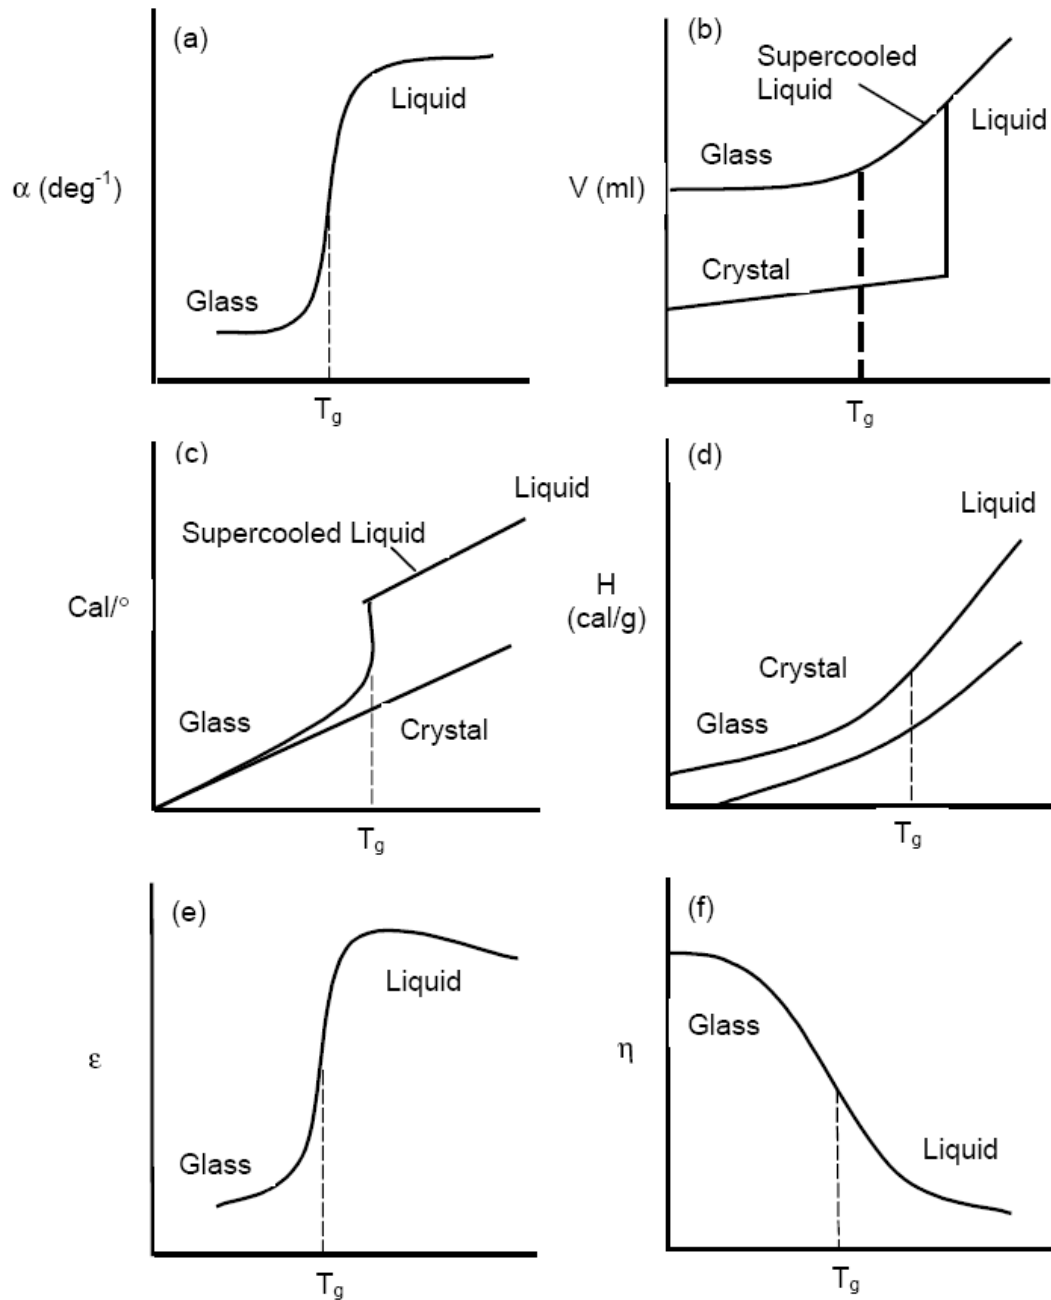 (a)
Liquid
α (deg⁻¹)
Glass
Tg
(b)
Supercooled
Liquid
Liquid
Glass
V (ml)
Crystal
Tg
(c)
Liquid
Supercooled Liquid
Cal/°
Glass
Crystal
Tg
(d)
Liquid
H
(cal/g)
Crystal
Glass
Tg
(e)
Liquid
ε
Glass
Tg
(f)
Glass
η
Liquid
Tg